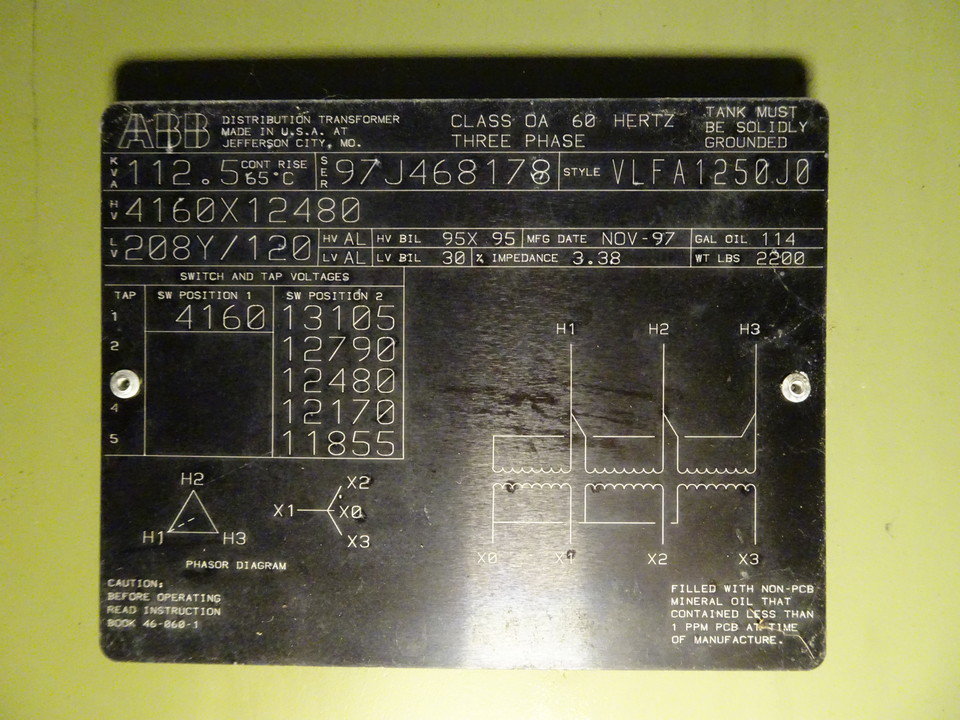 ABB DISTRIBUTION TRANSFORMER
MADE IN U.S.A. AT
JEFFERSON CITY, MO.
CLASS OA 60 HERTZ
THREE PHASE
TANK MUST
BE SOLIDLY
GROUNDED
KVA 112.5 CONT RISE 65°C SER 97J468178 STYLE VLFA1250J0
HV 4160X12480
LV 208Y/120 HV AL HV BIL 95X 95 MFG DATE NOV-97 GAL OIL 114
LV AL LV BIL 30 % IMPEDANCE 3.38 WT LBS 2200
SWITCH AND TAP VOLTAGES
TAP SW POSITION 1 SW POSITION 2
1 4160 13105
2 12790
12480
4 12170
5 11855
H1 H2 H3
X0 X1 X2 X3
H2
H1 H3
X2
X1 X0
X3
PHASOR DIAGRAM
CAUTION:
BEFORE OPERATING
READ INSTRUCTION
BOOK 46-060-1
FILLED WITH NON-PCB
MINERAL OIL THAT
CONTAINED LESS THAN
1 PPM PCB AT TIME
OF MANUFACTURE.